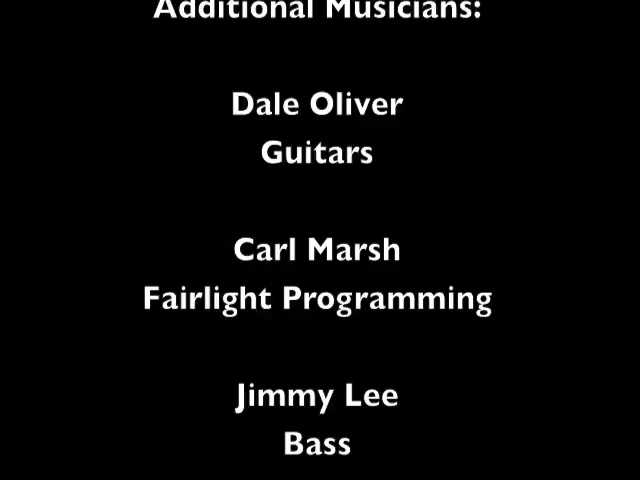 Additional Musicians:
Dale Oliver
Guitars
Carl Marsh
Fairlight Programming
Jimmy Lee
Bass